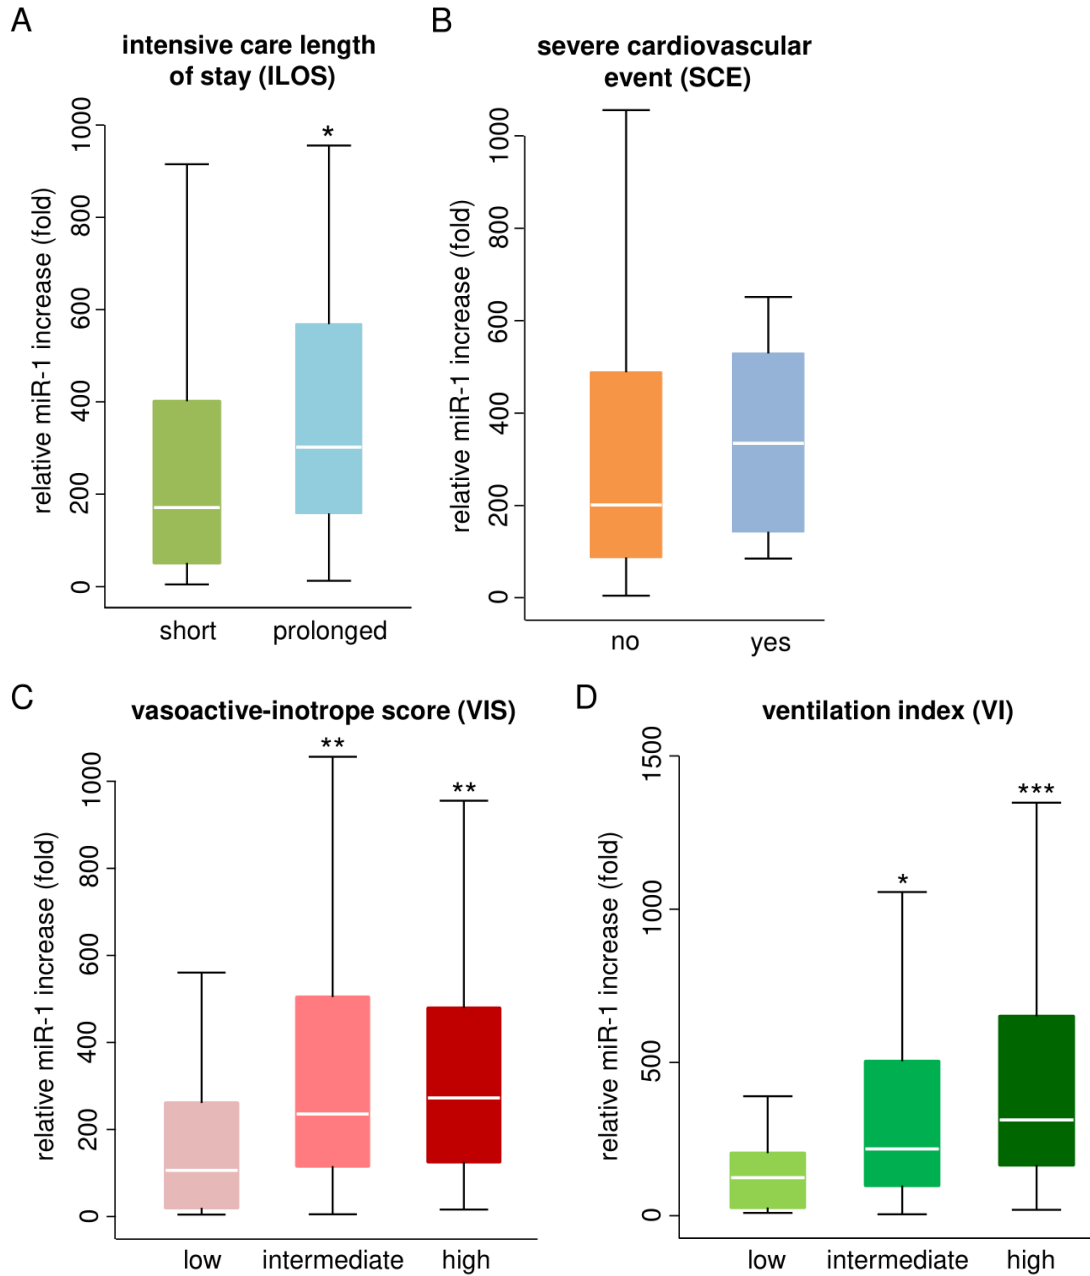 A
intensive care length
of stay (ILOS)
relative miR-1 increase (fold)
1000
800
600
400
200
0
*
short
prolonged
B
severe cardiovascular
event (SCE)
relative miR-1 increase (fold)
1000
800
600
400
200
0
no
yes
C
vasoactive-inotrope score (VIS)
relative miR-1 increase (fold)
1000
800
600
400
200
0
**
**
low
intermediate
high
D
ventilation index (VI)
relative miR-1 increase (fold)
1500
1000
500
0
*
***
low
intermediate
high